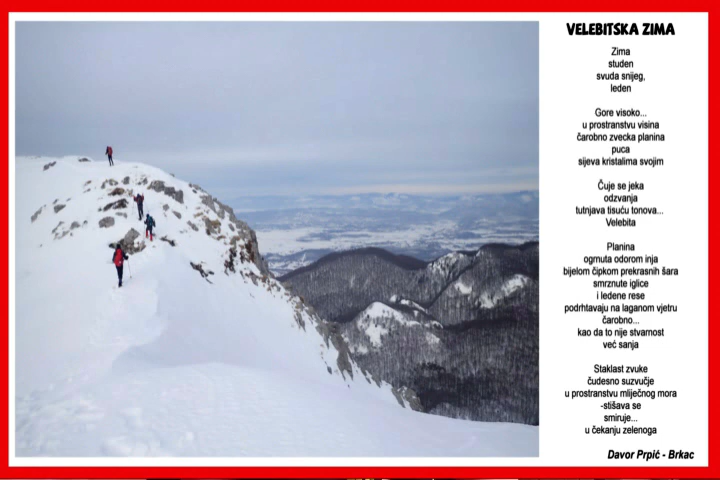 VELEBITSKA ZIMA
Zima
studen
svuda snijeg,
leden
Gore visoko...
u prostranstvu visina
čarobno zvecka planina
puca
sijeva kristalima svojim
Čuje se jeka
odzvanja
tutnjava tisuću tonova...
Velebita
Planina
ogrnuta odorom inja
bijelom čipkom prekrasnih šara
smrznute iglice
i ledene rese
podrhtavaju na laganom vjetru
čarobno...
kao da to nije stvarnost
već sanja
Staklast zvuke
čudesno suzvučje
u prostranstvu mliječnog mora
-stišava se
smiruje...
u čekanju zelenoga
Davor Prpić - Brkac